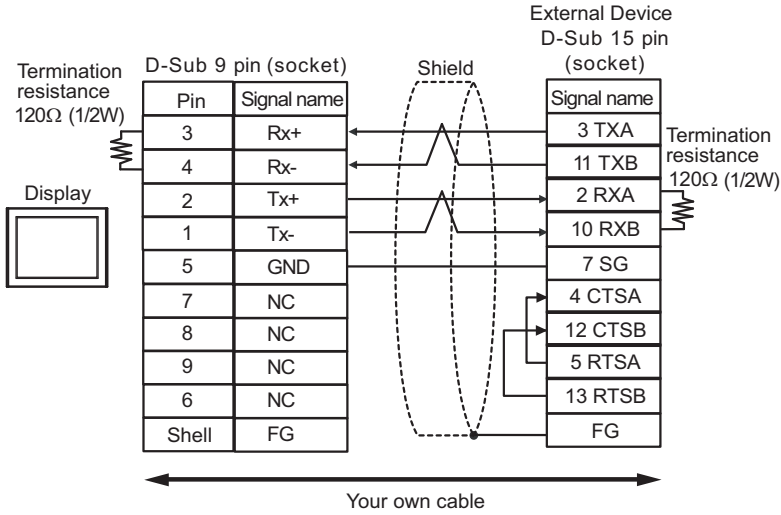 External Device
D-Sub 15 pin
(socket)
D-Sub 9 pin (socket)
Shield
Termination
resistance
120Ω (1/2W)
Pin Signal name
Signal name
3 Rx+ 3 TXA
4 Rx- 11 TXB
2 Tx+ 2 RXA
1 Tx- 10 RXB
5 GND 7 SG
7 NC 4 CTSA
8 NC 12 CTSB
9 NC 5 RTSA
6 NC 13 RTSB
Shell FG FG
Termination
resistance
120Ω (1/2W)
Display
Your own cable